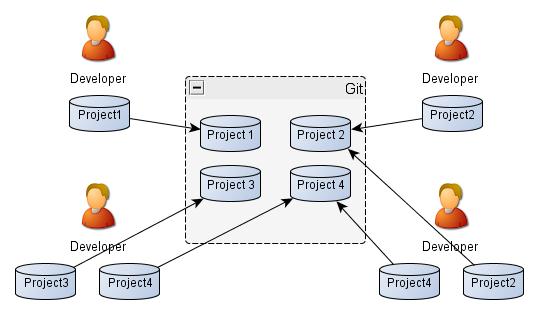 Developer
Developer
Git
Project1
Project 1
Project 2
Project2
Project 3
Project 4
Developer
Developer
Project3
Project4
Project4
Project2